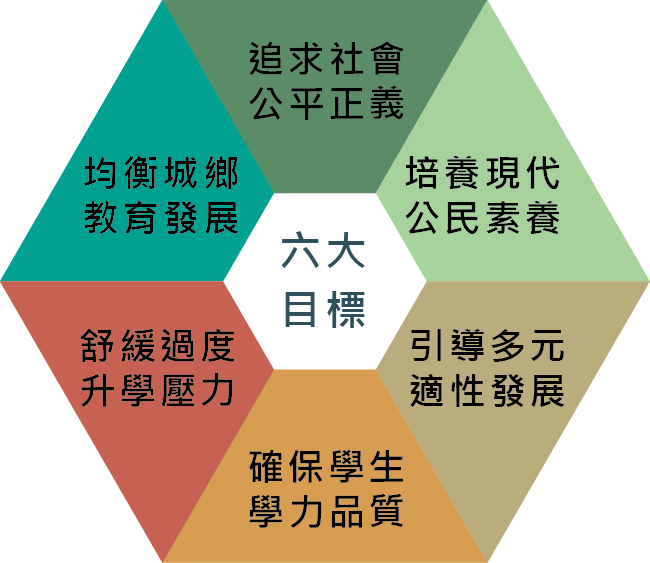 六大
目標
追求社會
公平正義
培養現代
公民素養
引導多元
適性發展
確保學生
學力品質
舒緩過度
升學壓力
均衡城鄉
教育發展